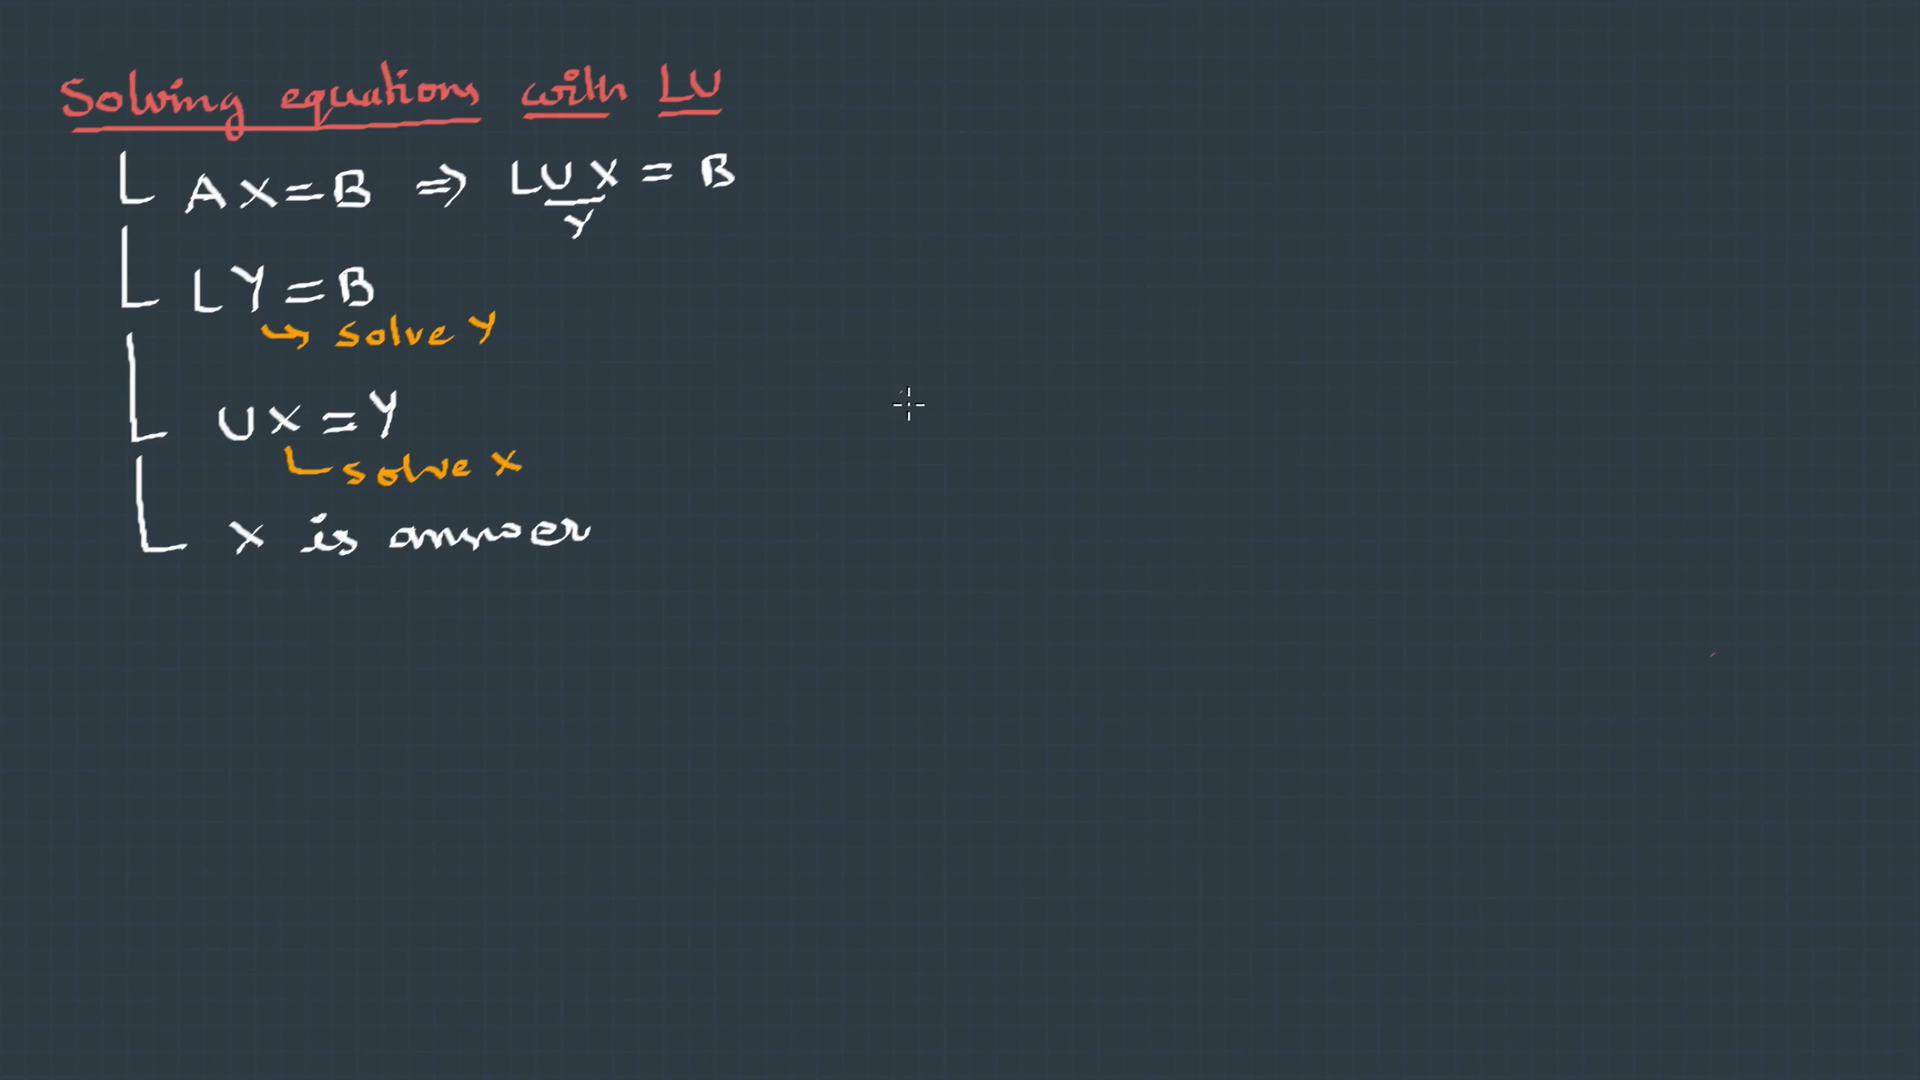 Solving equations with LU
AX=B ⇒ LUX = B
Y
LY=B
↪ solve Y
UX=Y
solve X
X is answer